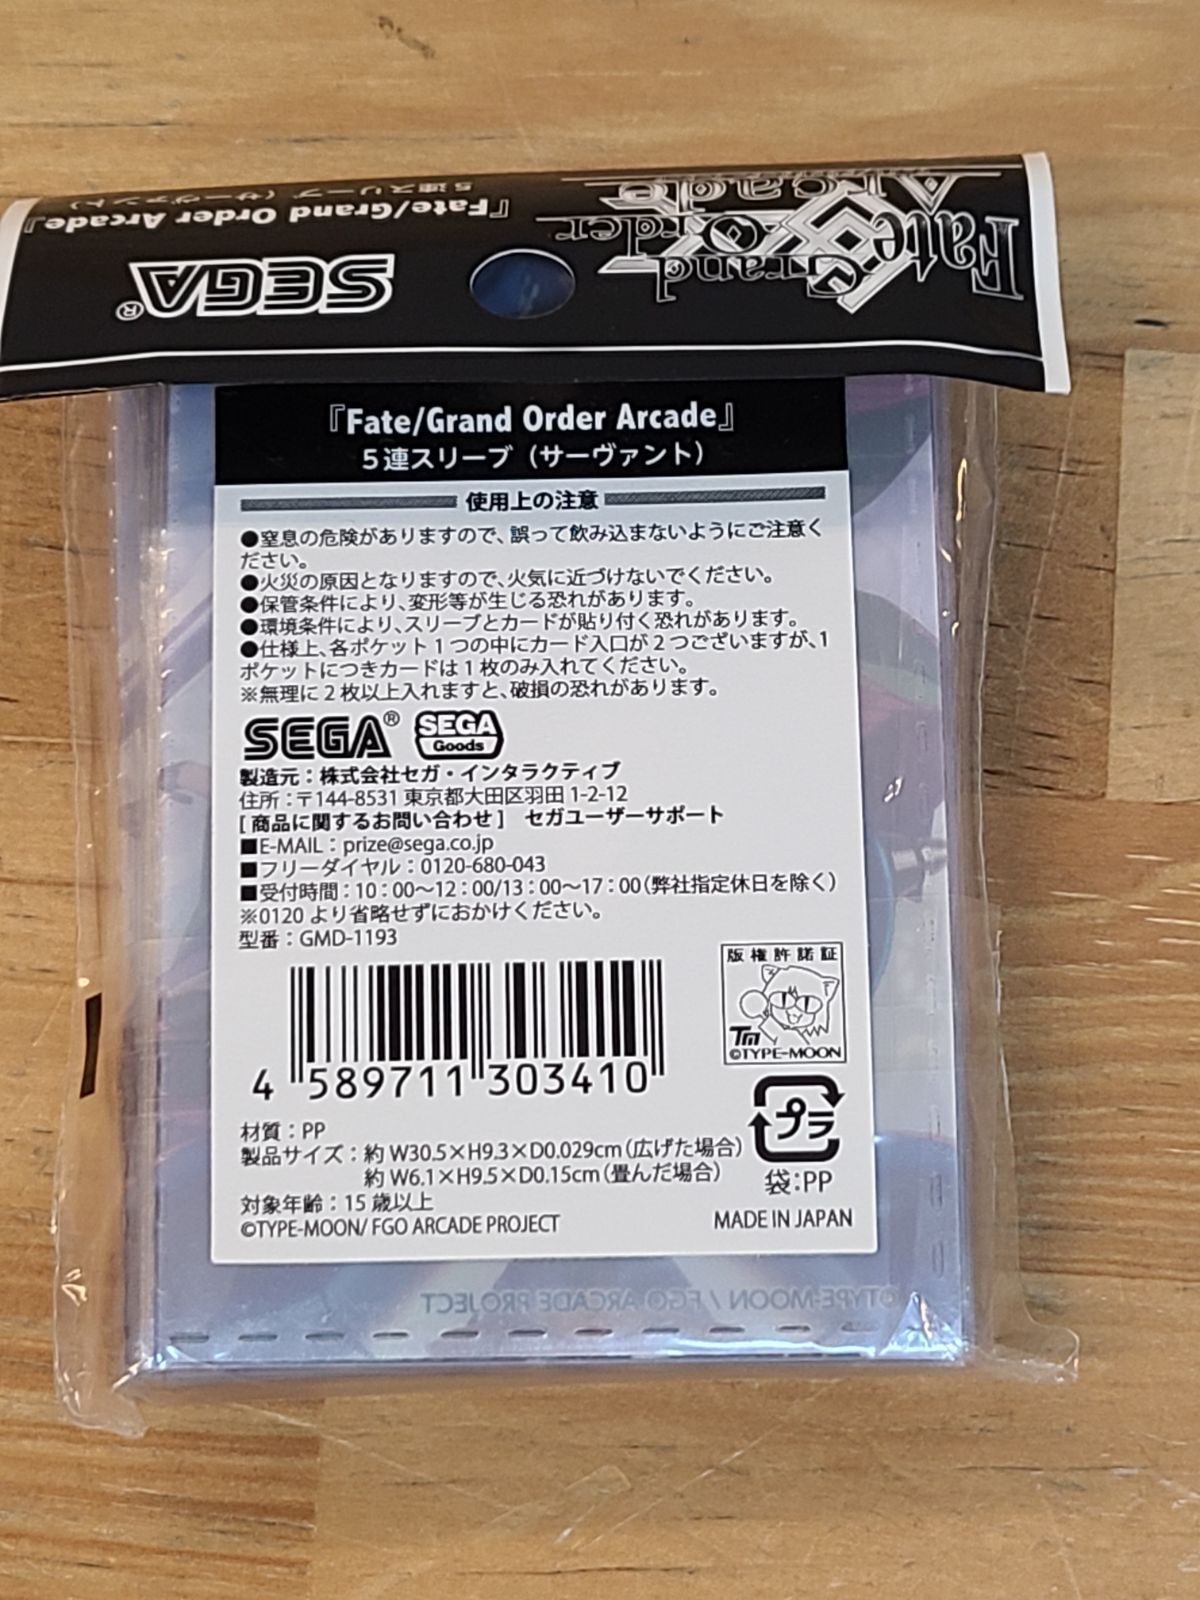 Fate/Grand Order
Arcade
『Fate/Grand Order Arcade』
5連スリーブ（サーヴァント）
SEGA®
『Fate/Grand Order Arcade』
5連スリーブ（サーヴァント）
使用上の注意
●窒息の危険がありますので、誤って飲み込まないようにご注意く
ださい。
●火災の原因となりますので、火気に近づけないでください。
●保管条件により、変形等が生じる恐れがあります。
●環境条件により、スリーブとカードが貼り付く恐れがあります。
●仕様上、各ポケット1つの中にカード入口が2つございますが、1
ポケットにつきカードは1枚のみ入れてください。
※無理に2枚以上入れますと、破損の恐れがあります。
SEGA® SEGA Goods
製造元：株式会社セガ・インタラクティブ
住所：〒144-8531 東京都大田区羽田 1-2-12
[商品に関するお問い合わせ] セガユーザーサポート
■E-MAIL：prize@sega.co.jp
■フリーダイヤル：0120-680-043
■受付時間：10：00～12：00/13：00～17：00（弊社指定休日を除く）
※0120 より省略せずにおかけください。
型番：GMD-1193
版権許諾証
TM
©TYPE-MOON
4 589711 303410
プラ
袋:PP
材質：PP
製品サイズ：約 W30.5×H9.3×D0.029cm（広げた場合）
約 W6.1×H9.5×D0.15cm（畳んだ場合）
対象年齢：15歳以上
©TYPE-MOON/ FGO ARCADE PROJECT
MADE IN JAPAN
©TYPE-MOON / FGO ARCADE PROJECT